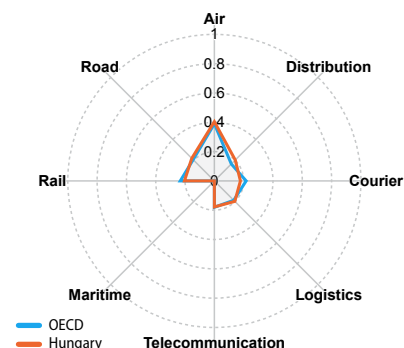 Air
1
Road
Distribution
0.8
0.6
0.4
0.2
Rail
0
Courier
Maritime
Logistics
OECD
Hungary
Telecommunication